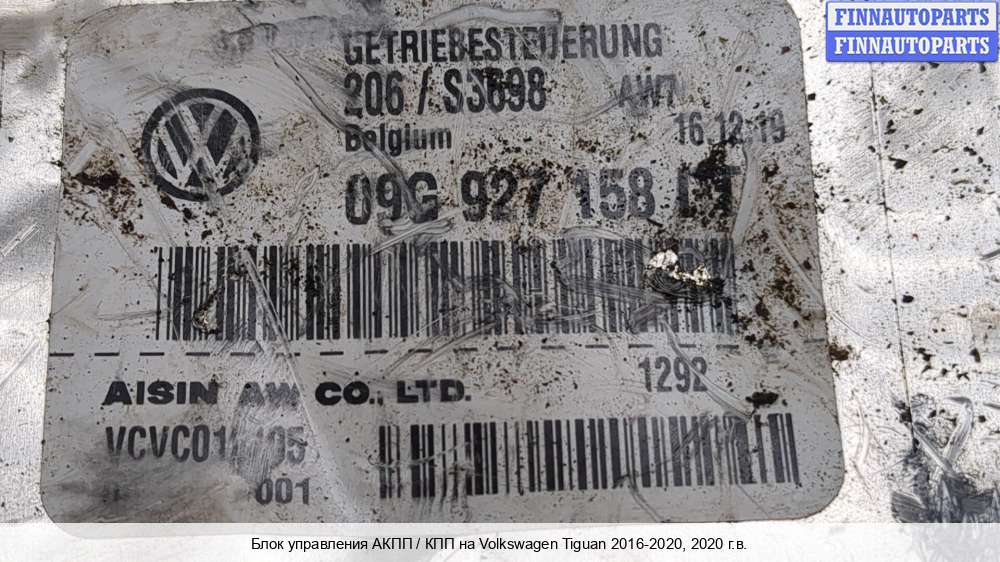 FINNAUTOPARTS
FINNAUTOPARTS
GETRIEBESTEUERUNG
206 / S3698 AW7
Belgium 16.12.19
09G 927 158
AISIN AW CO., LTD.
1292
001
Блок управления АКПП / КПП на Volkswagen Tiguan 2016-2020, 2020 г.в.